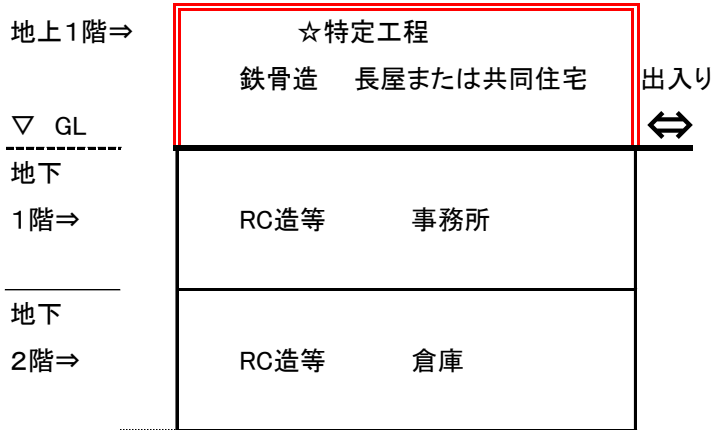 地上１階⇒ ☆特定工程
鉄骨造 長屋または共同住宅 出入り
▽ GL ⇔
地下
１階⇒ RC造等 事務所
地下
２階⇒ RC造等 倉庫